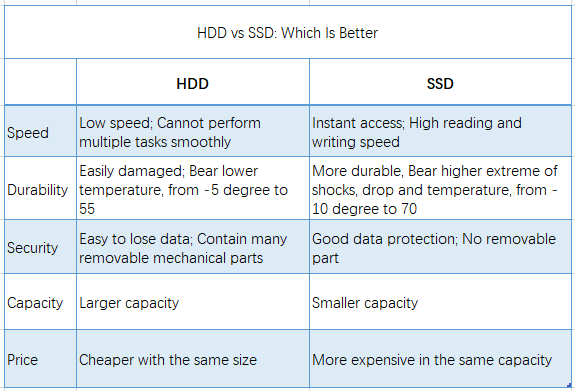 HDD vs SSD: Which Is Better
HDD
SSD
Speed
Low speed; Cannot perform
multiple tasks smoothly
Instant access; High reading and
writing speed
Durability
Easily damaged; Bear lower
temperature, from -5 degree to
55
More durable, Bear higher extreme of
shocks, drop and temperature, from -
10 degree to 70
Security
Easy to lose data; Contain many
removable mechanical parts
Good data protection; No removable
part
Capacity
Larger capacity
Smaller capacity
Price
Cheaper with the same size
More expensive in the same capacity